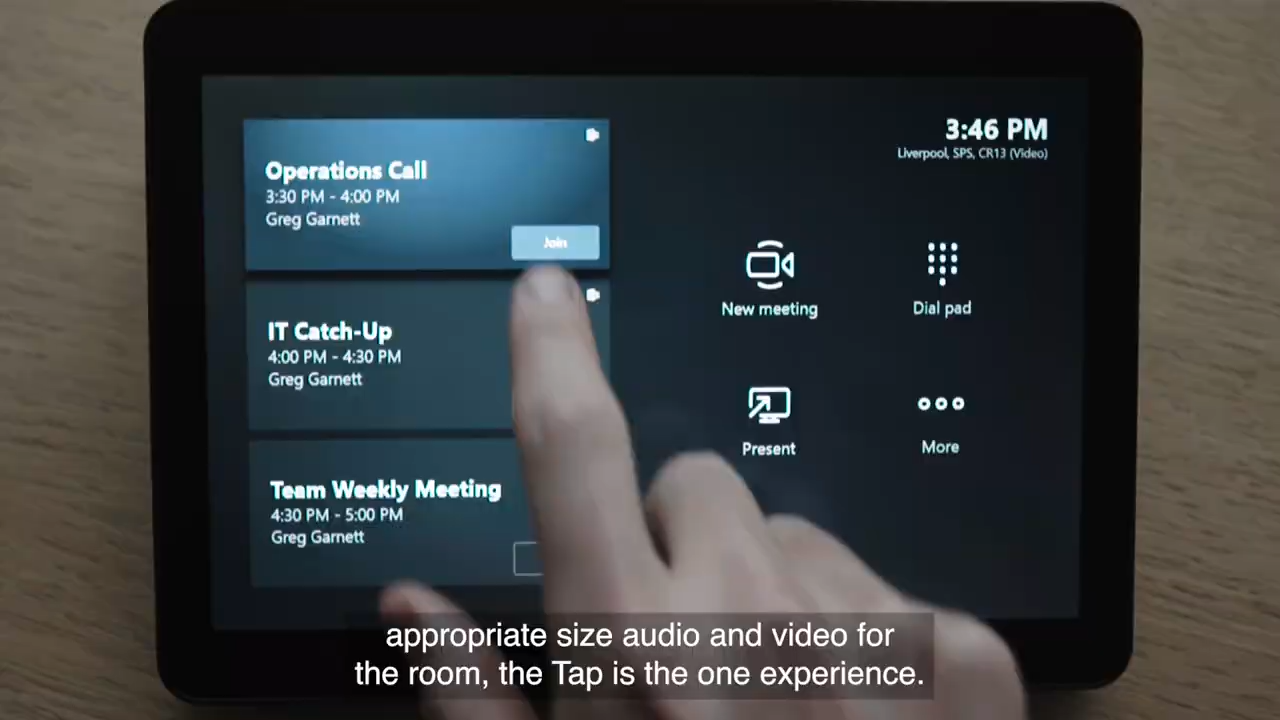 Operations Call
3:30 PM - 4:00 PM
Greg Garnett
Join
IT Catch-Up
4:00 PM - 4:30 PM
Greg Garnett
Team Weekly Meeting
4:30 PM - 5:00 PM
Greg Garnett
3:46 PM
Liverpool, SPS, CR13 (Video)
New meeting
Dial pad
Present
More
appropriate size audio and video for
the room, the Tap is the one experience.